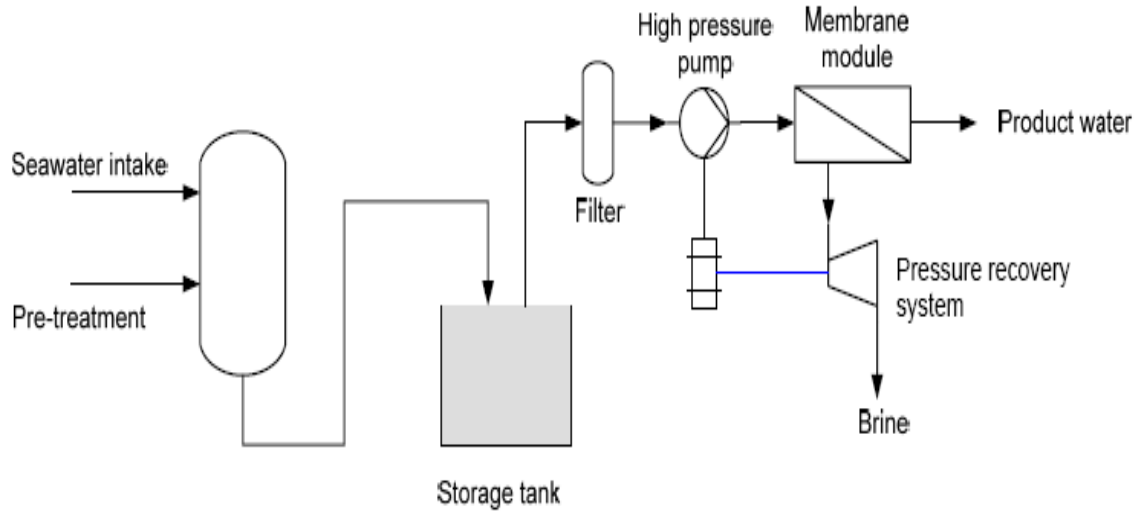 High pressure
pump
Membrane
module
Product water
Seawater intake
Filter
Pre-treatment
Pressure recovery
system
Brine
Storage tank